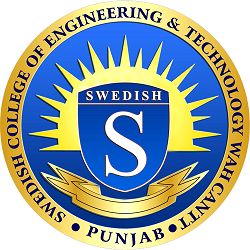 SWEDISH COLLEGE OF ENGINEERING & TECHNOLOGY WAH CANTT
SWEDISH
S
• PUNJAB •